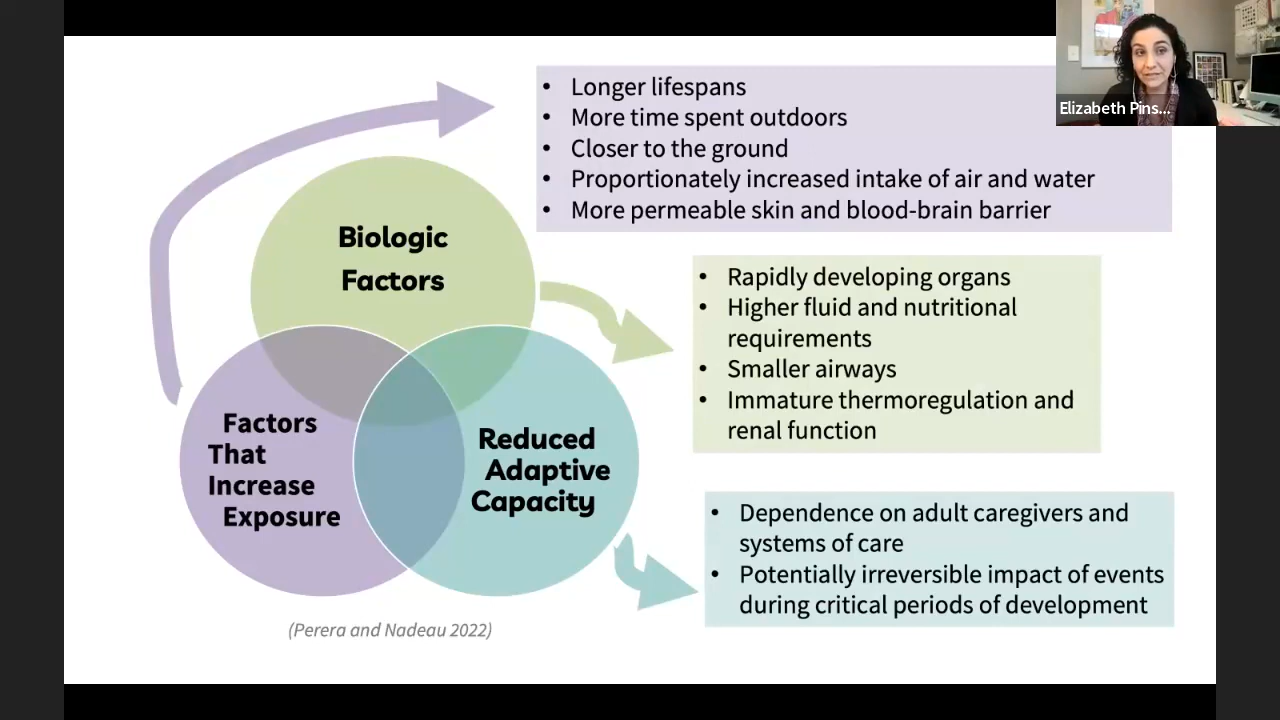 Elizabeth Pins...
• Longer lifespans
• More time spent outdoors
• Closer to the ground
• Proportionately increased intake of air and water
• More permeable skin and blood-brain barrier
Biologic
Factors
• Rapidly developing organs
• Higher fluid and nutritional
requirements
• Smaller airways
• Immature thermoregulation and
renal function
Factors
That
Increase
Exposure
Reduced
Adaptive
Capacity
• Dependence on adult caregivers and
systems of care
• Potentially irreversible impact of events
during critical periods of development
(Perera and Nadeau 2022)